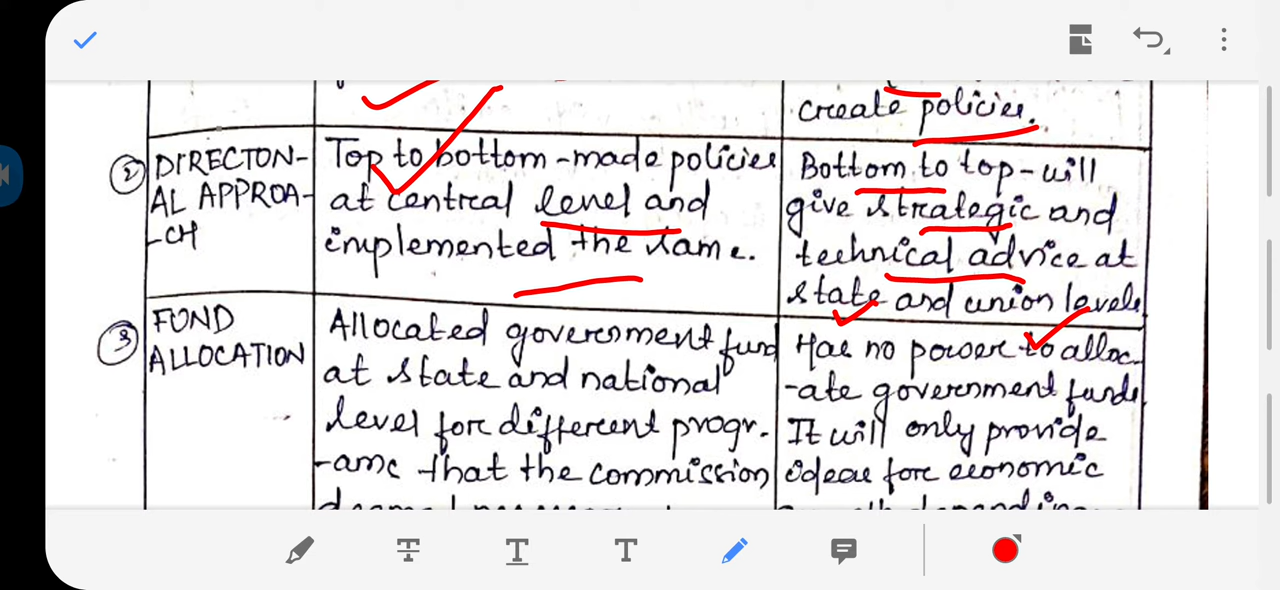 create policies.
②
DIRECTON-
AL APPROA-
-CH
Top to bottom-made policies
at central level and
implemented the same.
Bottom to top-will
give strategic and
technical advice at
state and union levels
③
FUND
ALLOCATION
Allocated government fund
at state and national
level for different progr-
-ame that the commission
Has no power to alloc-
-ate government funds.
It will only provide
ideas for economic
depending